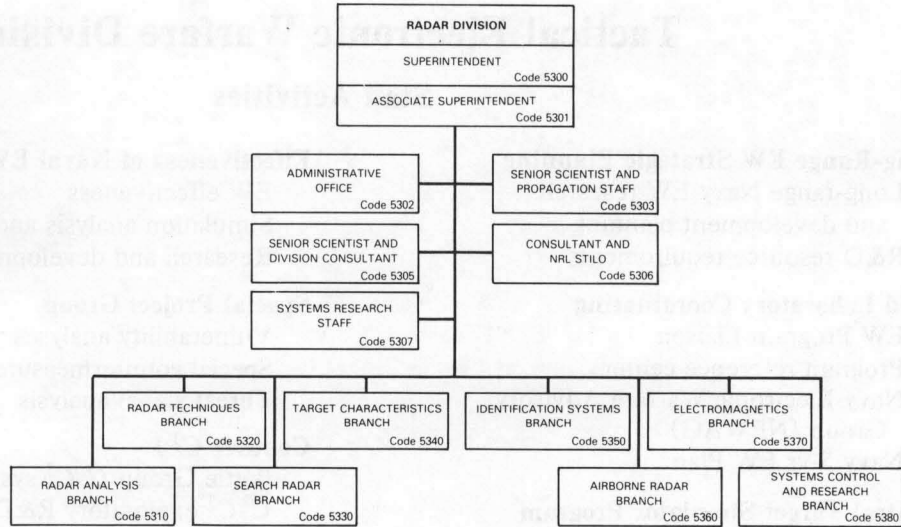 RADAR DIVISION
SUPERINTENDENT
Code 5300
ASSOCIATE SUPERINTENDENT
Code 5301
ADMINISTRATIVE
OFFICE
Code 5302
SENIOR SCIENTIST AND
PROPAGATION STAFF
Code 5303
SENIOR SCIENTIST AND
DIVISION CONSULTANT
Code 5305
CONSULTANT AND
NRL STILO
Code 5306
SYSTEMS RESEARCH
STAFF
Code 5307
RADAR TECHNIQUES
BRANCH
Code 5320
TARGET CHARACTERISTICS
BRANCH
Code 5340
IDENTIFICATION SYSTEMS
BRANCH
Code 5350
ELECTROMAGNETICS
BRANCH
Code 5370
RADAR ANALYSIS
BRANCH
Code 5310
SEARCH RADAR
BRANCH
Code 5330
AIRBORNE RADAR
BRANCH
Code 5360
SYSTEMS CONTROL
AND RESEARCH
BRANCH
Code 5380